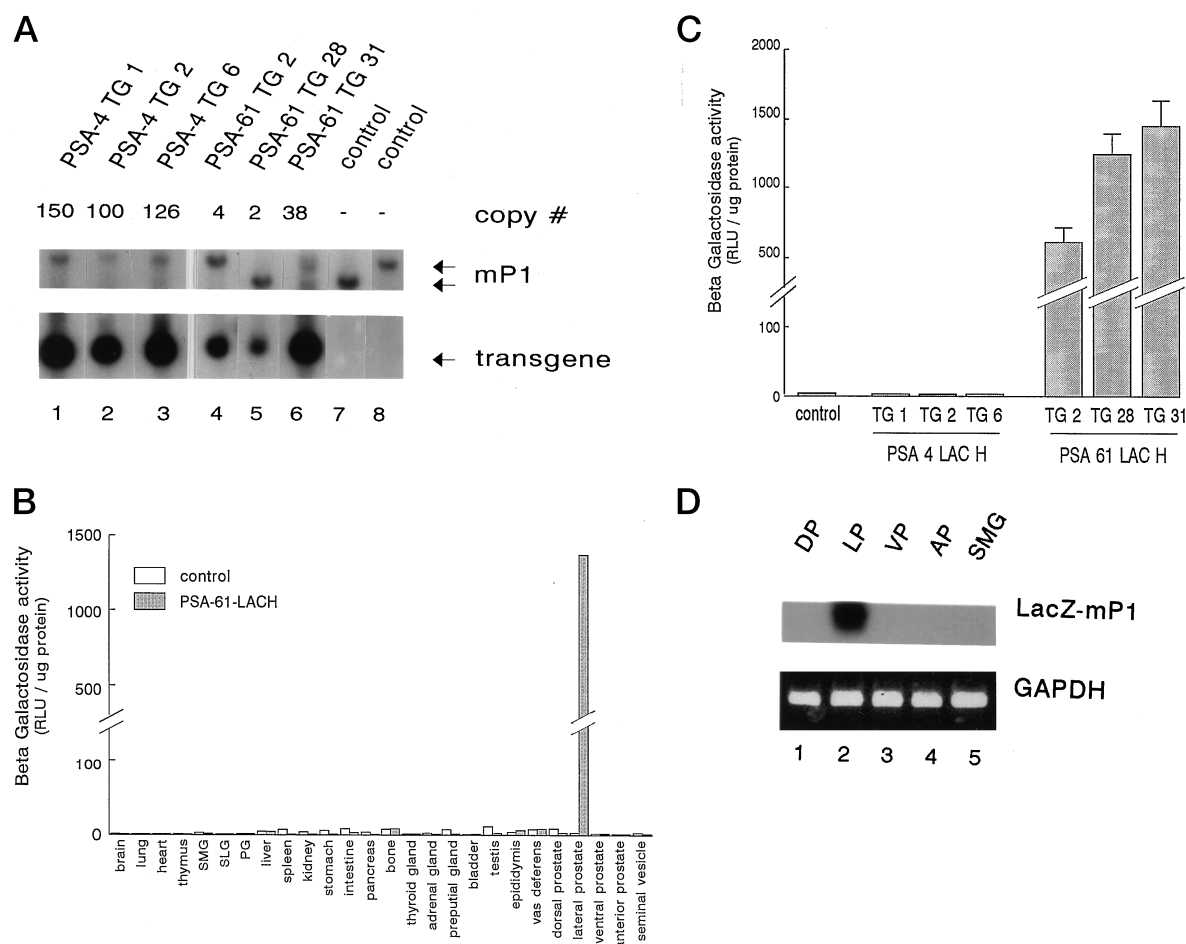 A
PSA-4 TG 1
PSA-4 TG 2
PSA-4 TG 6
PSA-61 TG 2
PSA-61 TG 28
PSA-61 TG 31
control
control
150 100 126 4 2 38 - - copy #
mP1
transgene
1 2 3 4 5 6 7 8
B
Beta Galactosidase activity
(RLU / ug protein)
1500
1000
500
100
0
control
PSA-61-LACH
brain
lung
heart
thymus
SMG
SLG
PG
liver
spleen
kidney
stomach
intestine
pancreas
bone
thyroid gland
adrenal gland
preputial gland
bladder
testis
epididymis
vas deferens
dorsal prostate
lateral prostate
ventral prostate
anterior prostate
seminal vesicle
C
Beta Galactosidase activity
(RLU / ug protein)
2000
1500
1000
500
100
0
control TG 1 TG 2 TG 6 TG 2 TG 28 TG 31
PSA 4 LAC H PSA 61 LAC H
D
DP
LP
VP
AP
SMG
LacZ-mP1
GAPDH
1 2 3 4 5